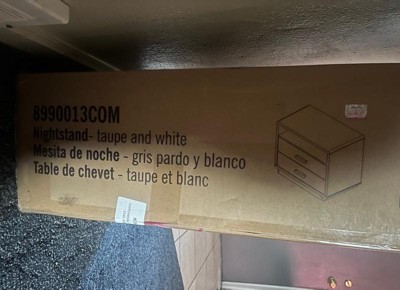 8990013COM
Nightstand- taupe and white
Mesita de noche - gris pardo y blanco
Table de chevet - taupe et blanc